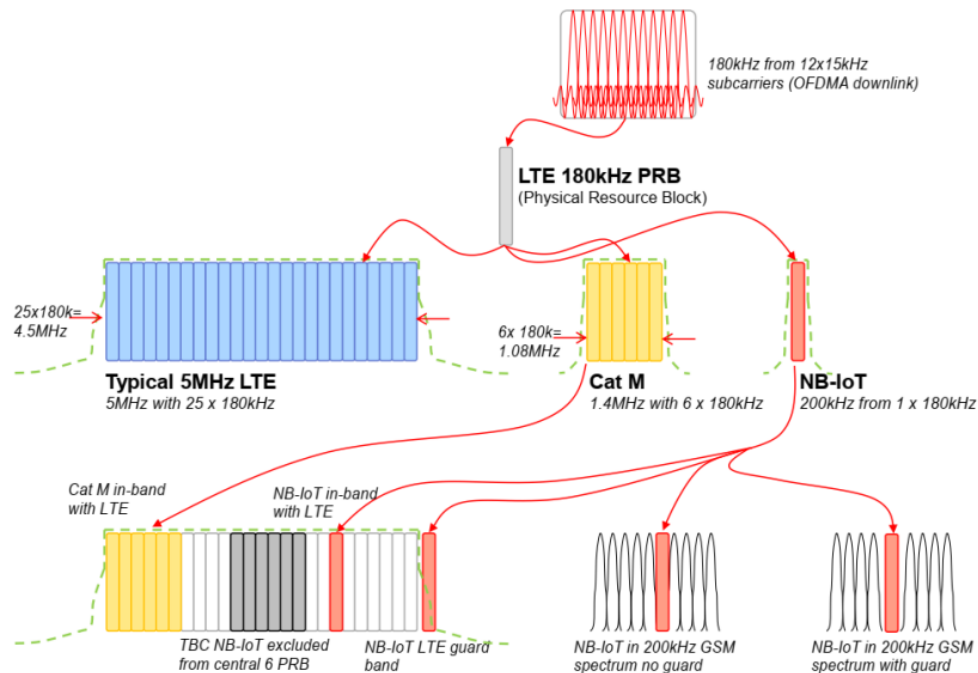 180kHz from 12x15kHz
subcarriers (OFDMA downlink)
LTE 180kHz PRB
(Physical Resource Block)
25x180k=
4.5MHz
6x 180k=
1.08MHz
Typical 5MHz LTE
5MHz with 25 x 180kHz
Cat M
1.4MHz with 6 x 180kHz
NB-IoT
200kHz from 1 x 180kHz
Cat M in-band
with LTE
NB-IoT in-band
with LTE
TBC NB-IoT excluded
from central 6 PRB
NB-IoT LTE guard
band
NB-IoT in 200kHz GSM
spectrum no guard
NB-IoT in 200kHz GSM
spectrum with guard